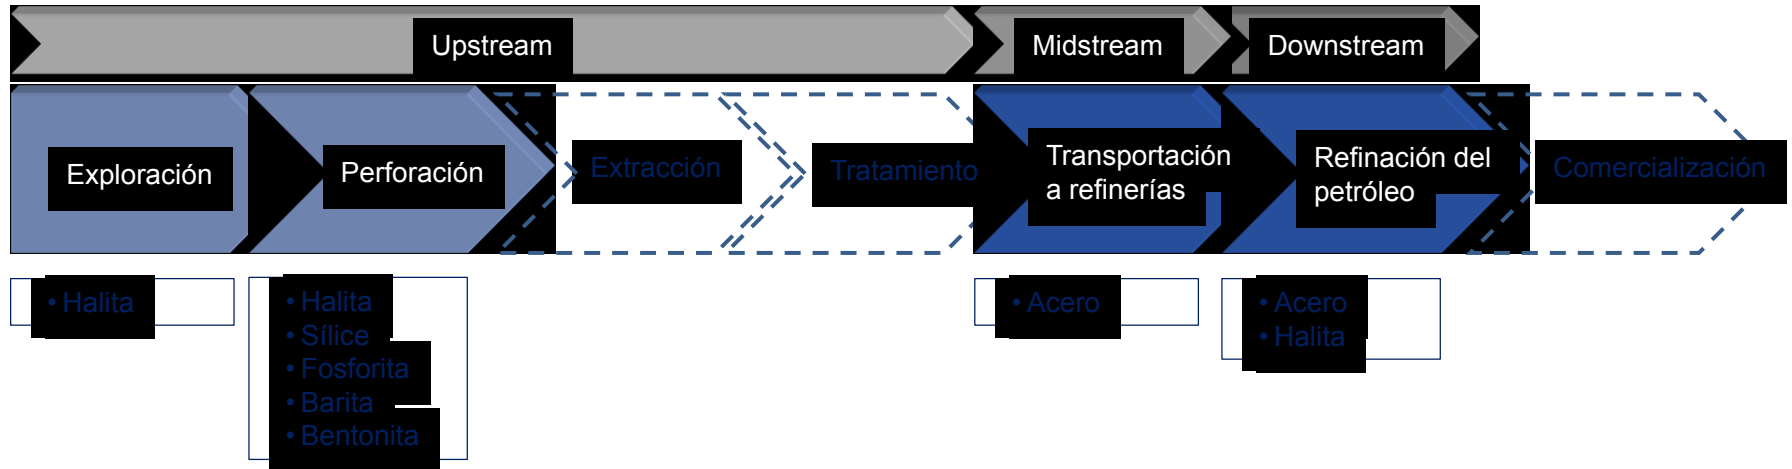 Upstream
Midstream
Downstream
Exploración
Perforación
Extracción
Tratamiento
Transportación
a refinerías
Refinación del
petróleo
Comercialización
• Halita
• Halita
• Sílice
• Fosforita
• Barita
• Bentonita
• Acero
• Acero
• Halita